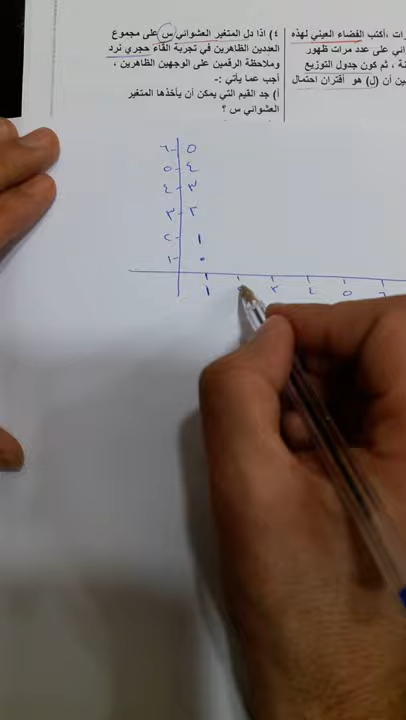 ٤) اذا دل المتغير العشوائي س على مجموع
العددين الظاهرين في تجربة القاء حجري نرد
وملاحظة الرقمين على الوجهين الظاهرين ،
أجب عما يأتي :-
أ) جد القيم التي يمكن أن يأخذها المتغير
العشوائي س ؟
رات ،أكتب الفضاء العيني لهذه
ائي على عدد مرات ظهور
نة ، ثم كون جدول التوزيع
ين أن (ل) هو أقتران احتمال
٦ ٥
٥ ٤
٤ ٣
٣ ٢
٢ ١
١ ٠
١ ٣ ٤ ٥ ٦